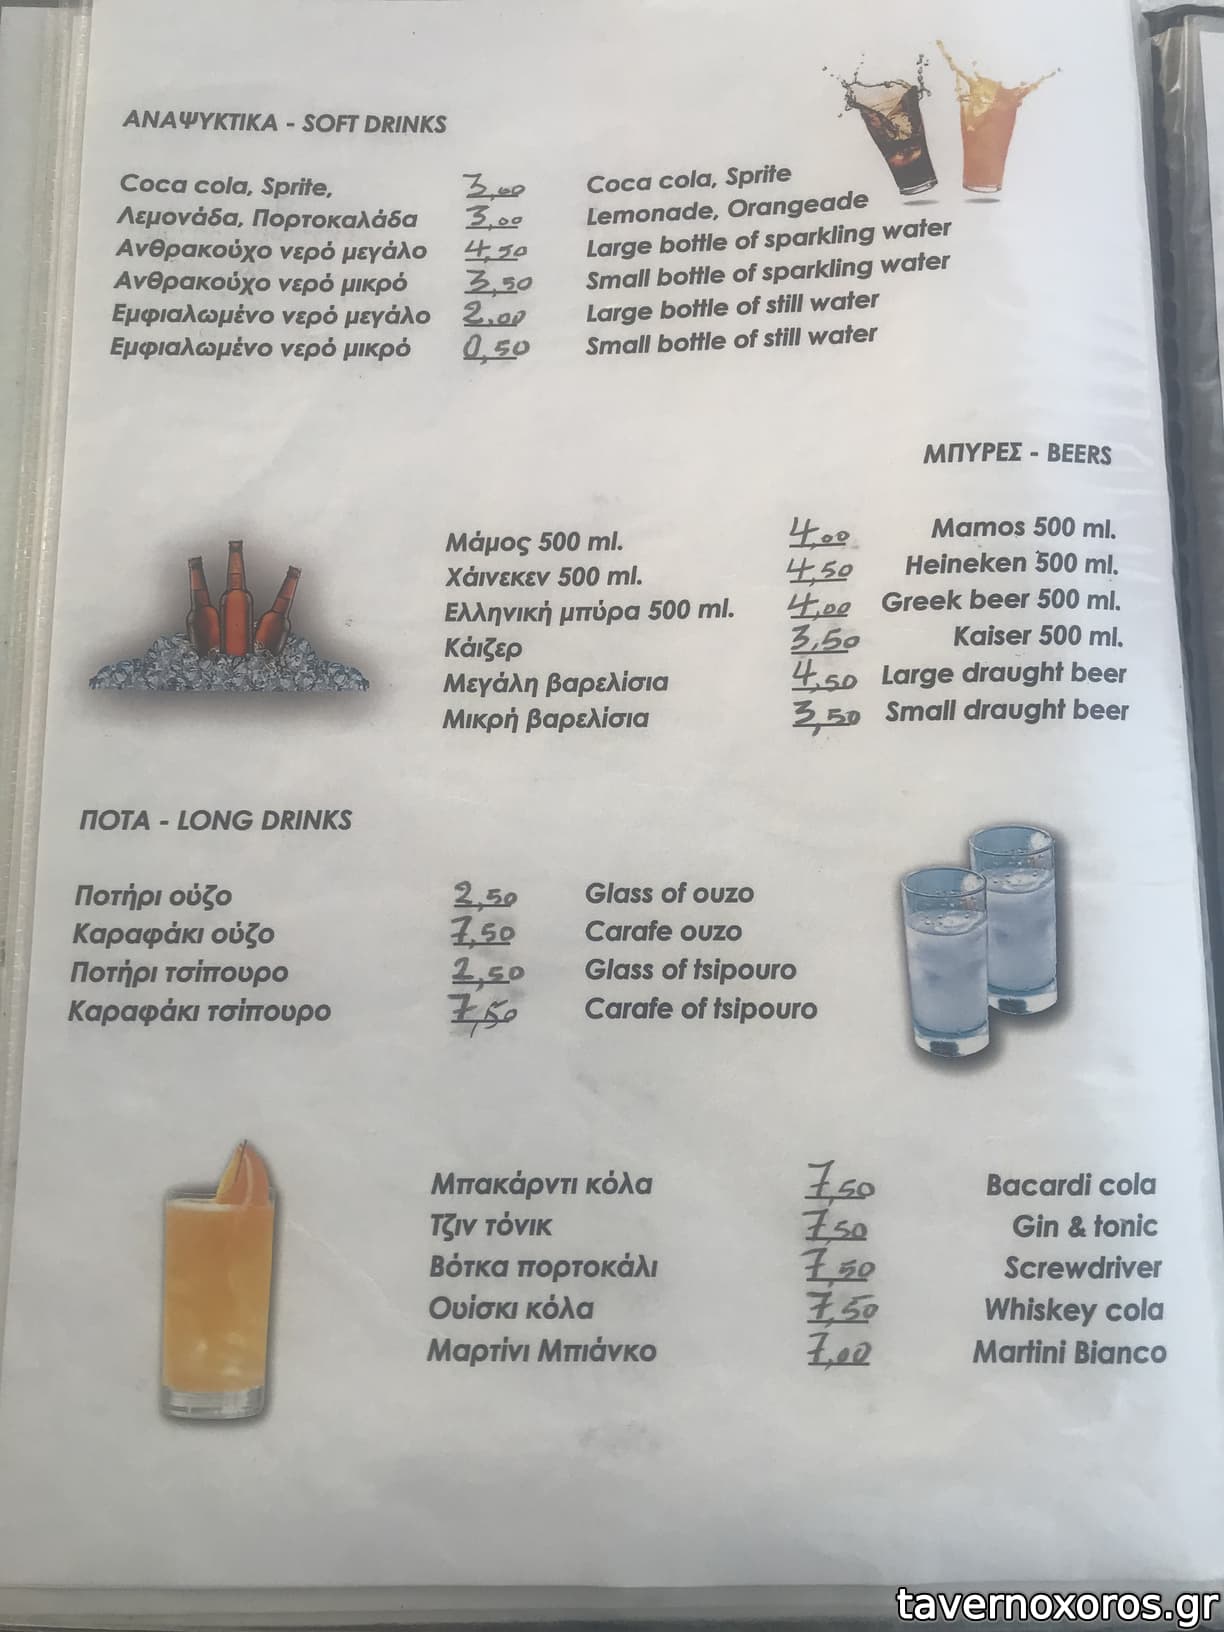 ΑΝΑΨΥΚΤΙΚΑ - SOFT DRINKS
Coca cola, Sprite, 3,00 Coca cola, Sprite
Λεμονάδα, Πορτοκαλάδα 3,00 Lemonade, Orangeade
Ανθρακούχο νερό μεγάλο 4,50 Large bottle of sparkling water
Ανθρακούχο νερό μικρό 3,50 Small bottle of sparkling water
Εμφιαλωμένο νερό μεγάλο 2,00 Large bottle of still water
Εμφιαλωμένο νερό μικρό 0,50 Small bottle of still water
ΜΠΥΡΕΣ - BEERS
Μάμος 500 ml. 4,00 Mamos 500 ml.
Χάινεκεν 500 ml. 4,50 Heineken 500 ml.
Ελληνική μπύρα 500 ml. 4,00 Greek beer 500 ml.
Κάιζερ 3,50 Kaiser 500 ml.
Μεγάλη βαρελίσια 4,50 Large draught beer
Μικρή βαρελίσια 3,50 Small draught beer
ΠΟΤΑ - LONG DRINKS
Ποτήρι ούζο 2,50 Glass of ouzo
Καραφάκι ούζο 7,50 Carafe ouzo
Ποτήρι τσίπουρο 2,50 Glass of tsipouro
Καραφάκι τσίπουρο 7,50 Carafe of tsipouro
Μπακάρντι κόλα 7,50 Bacardi cola
Τζιν τόνικ 7,50 Gin & tonic
Βότκα πορτοκάλι 7,50 Screwdriver
Ουίσκι κόλα 7,50 Whiskey cola
Μαρτίνι Μπιάνκο 7,00 Martini Bianco
tavernoxoros.gr